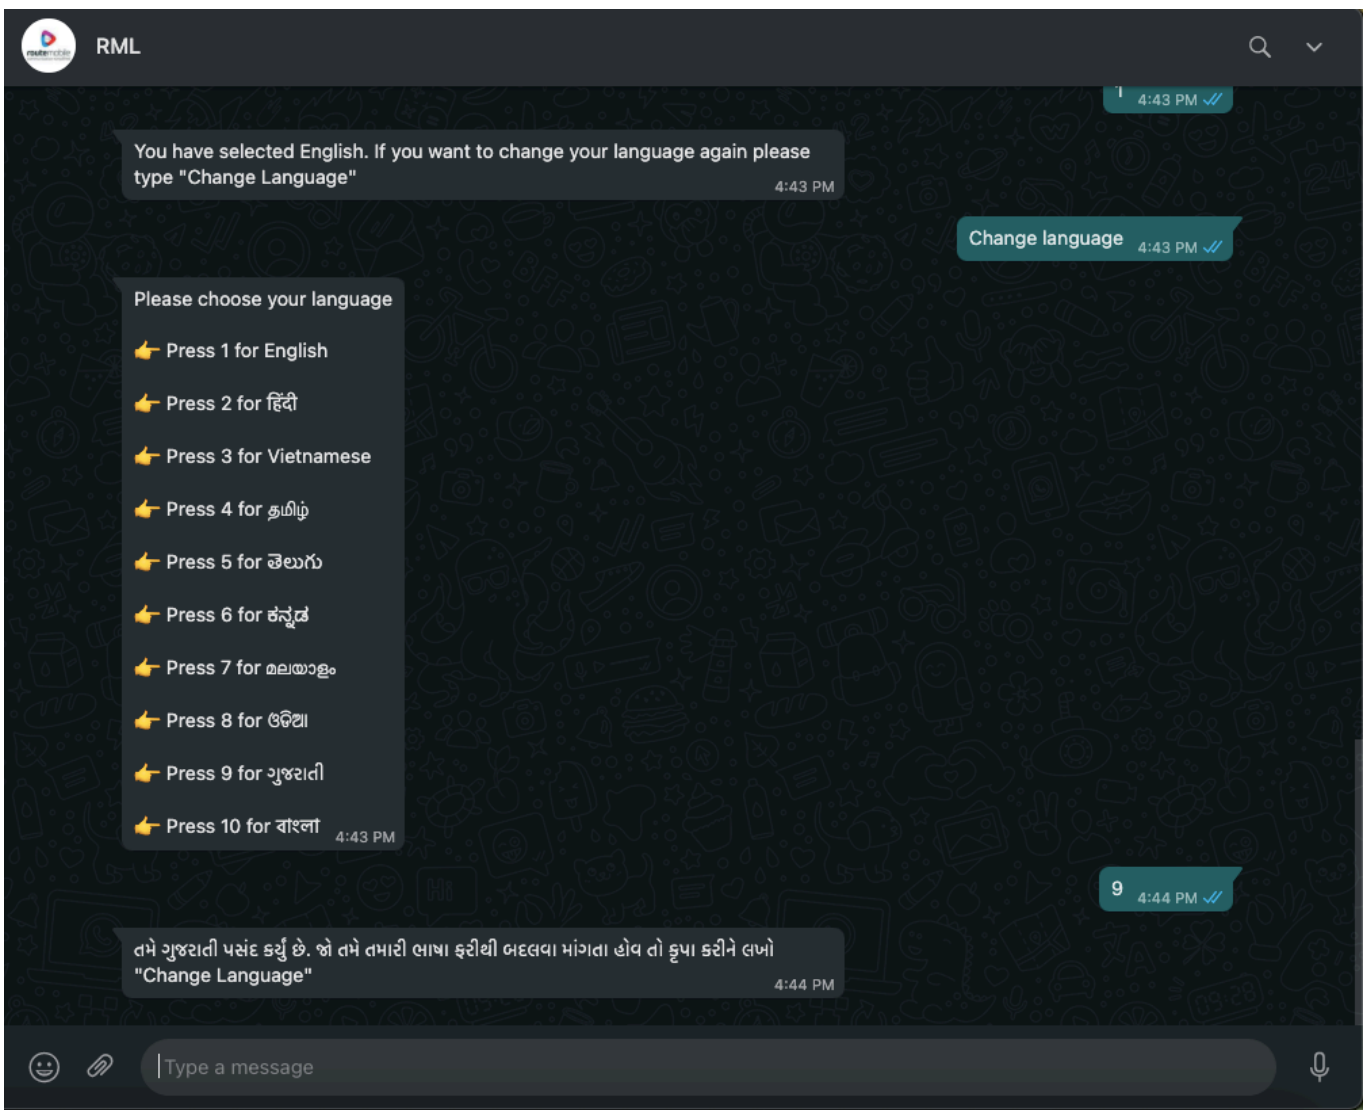 routemobile
RML
1
4:43 PM
You have selected English. If you want to change your language again please
type "Change Language"
4:43 PM
Change language
4:43 PM
Please choose your language
👉 Press 1 for English
👉 Press 2 for हिंदी
👉 Press 3 for Vietnamese
👉 Press 4 for தமிழ்
👉 Press 5 for తెలుగు
👉 Press 6 for ಕನ್ನಡ
👉 Press 7 for മലയാളം
👉 Press 8 for ଓଡିଆ
👉 Press 9 for ગુજરાતી
👉 Press 10 for বাংলা
4:43 PM
9
4:44 PM
તમે ગુજરાતી પસંદ કર્યું છે. જો તમે તમારી ભાષા ફરીથી બદલવા માંગતા હોવ તો કૃપા કરીને લખો
"Change Language"
4:44 PM
Type a message